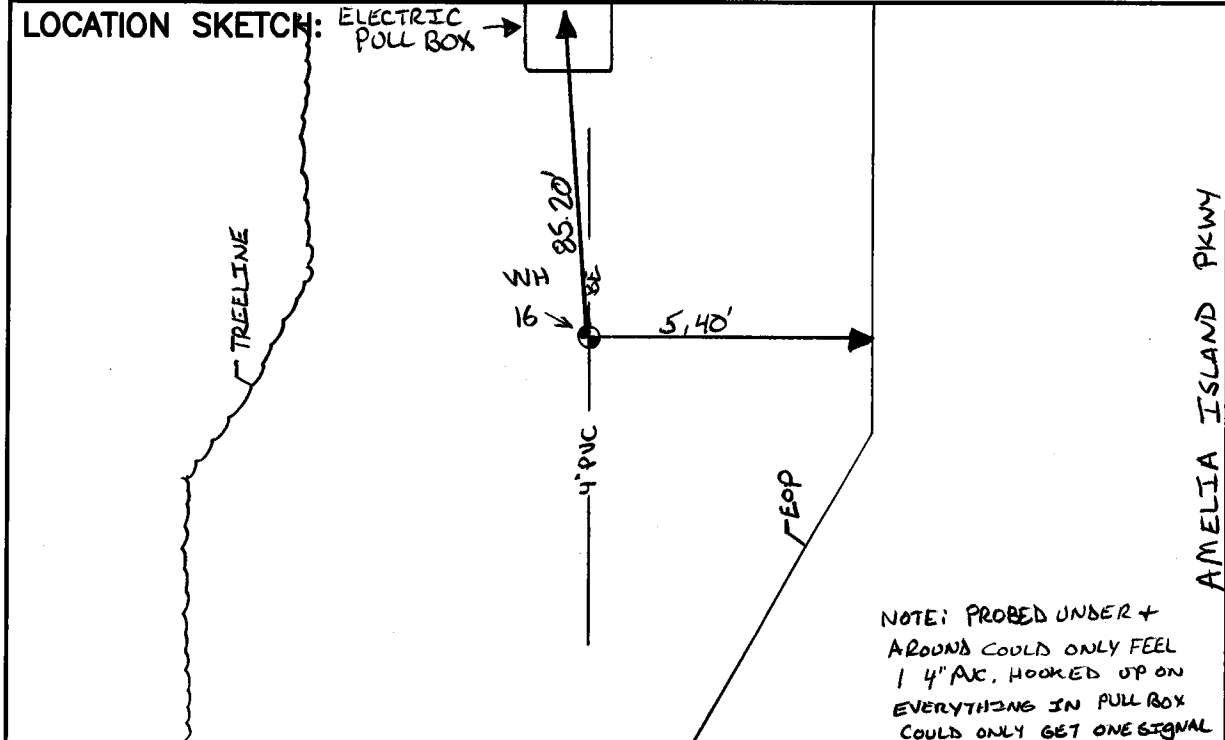 LOCATION SKETCH:
ELECTRIC
PULL BOX
85.20'
TREELINE
WH
16
BE
5,40'
4" PVC
EOP
AMELIA ISLAND PKWY
NOTE: PROBED UNDER +
AROUND COULD ONLY FEEL
1 4" PVC. HOOKED UP ON
EVERYTHING IN PULL BOX
COULD ONLY GET ONE SIGNAL